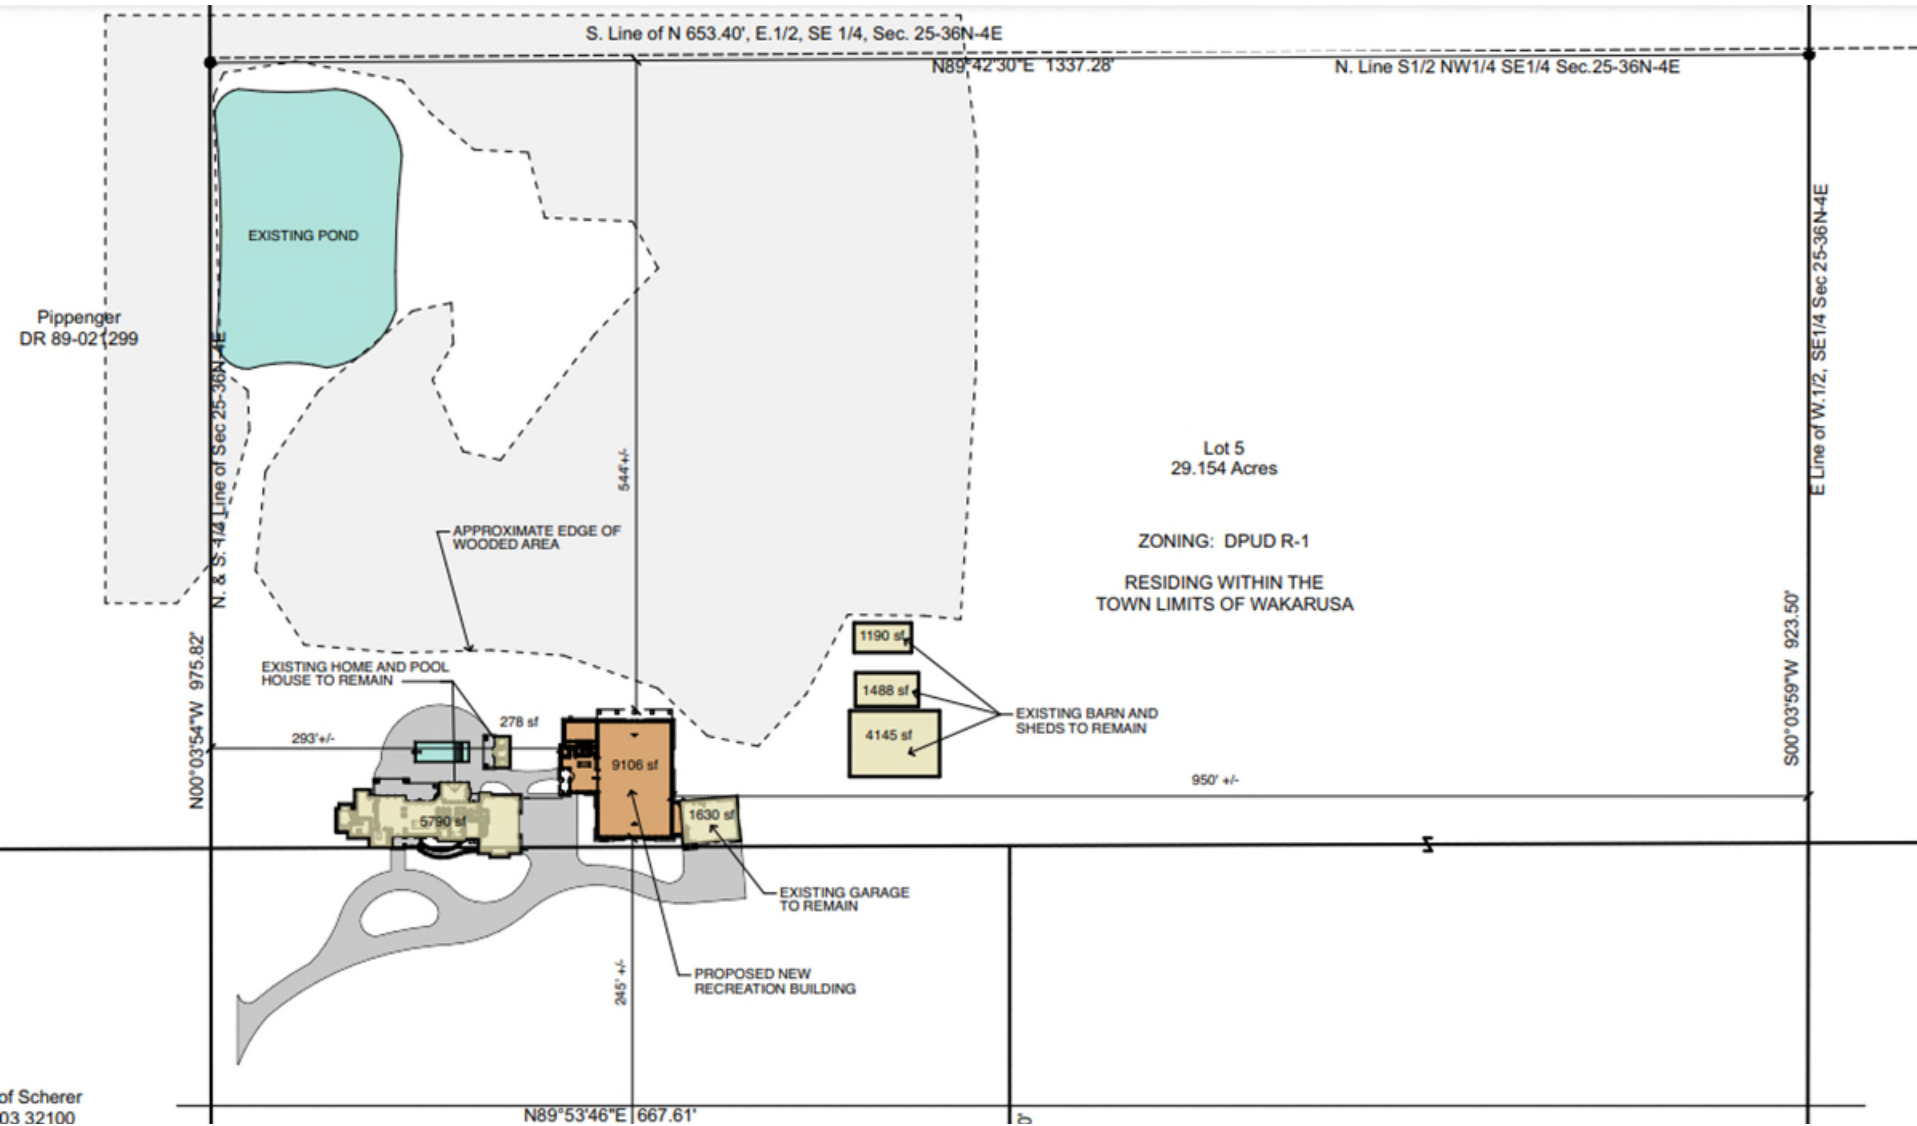 S. Line of N 653.40', E.1/2, SE 1/4, Sec. 25-36N-4E
N89°42'30"E 1337.28'
N. Line S1/2 NW1/4 SE1/4 Sec.25-36N-4E
EXISTING POND
Pippenger
DR 89-021299
N. & S. 1/4 Line of Sec 25-36N-4E
E Line of W.1/2, SE1/4 Sec 25-36N-4E
544'+/-
Lot 5
29.154 Acres
APPROXIMATE EDGE OF
WOODED AREA
ZONING: DPUD R-1
RESIDING WITHIN THE
TOWN LIMITS OF WAKARUSA
N00°03'54"W 975.82'
S00°03'59"W 923.50'
1190 sf
EXISTING HOME AND POOL
HOUSE TO REMAIN
1488 sf
278 sf
EXISTING BARN AND
SHEDS TO REMAIN
293'+/-
4145 sf
9106 sf
950' +/-
5790 sf
1630 sf
Z
EXISTING GARAGE
TO REMAIN
245' +/-
PROPOSED NEW
RECREATION BUILDING
of Scherer
03 32100
N89°53'46"E 667.61'
0'